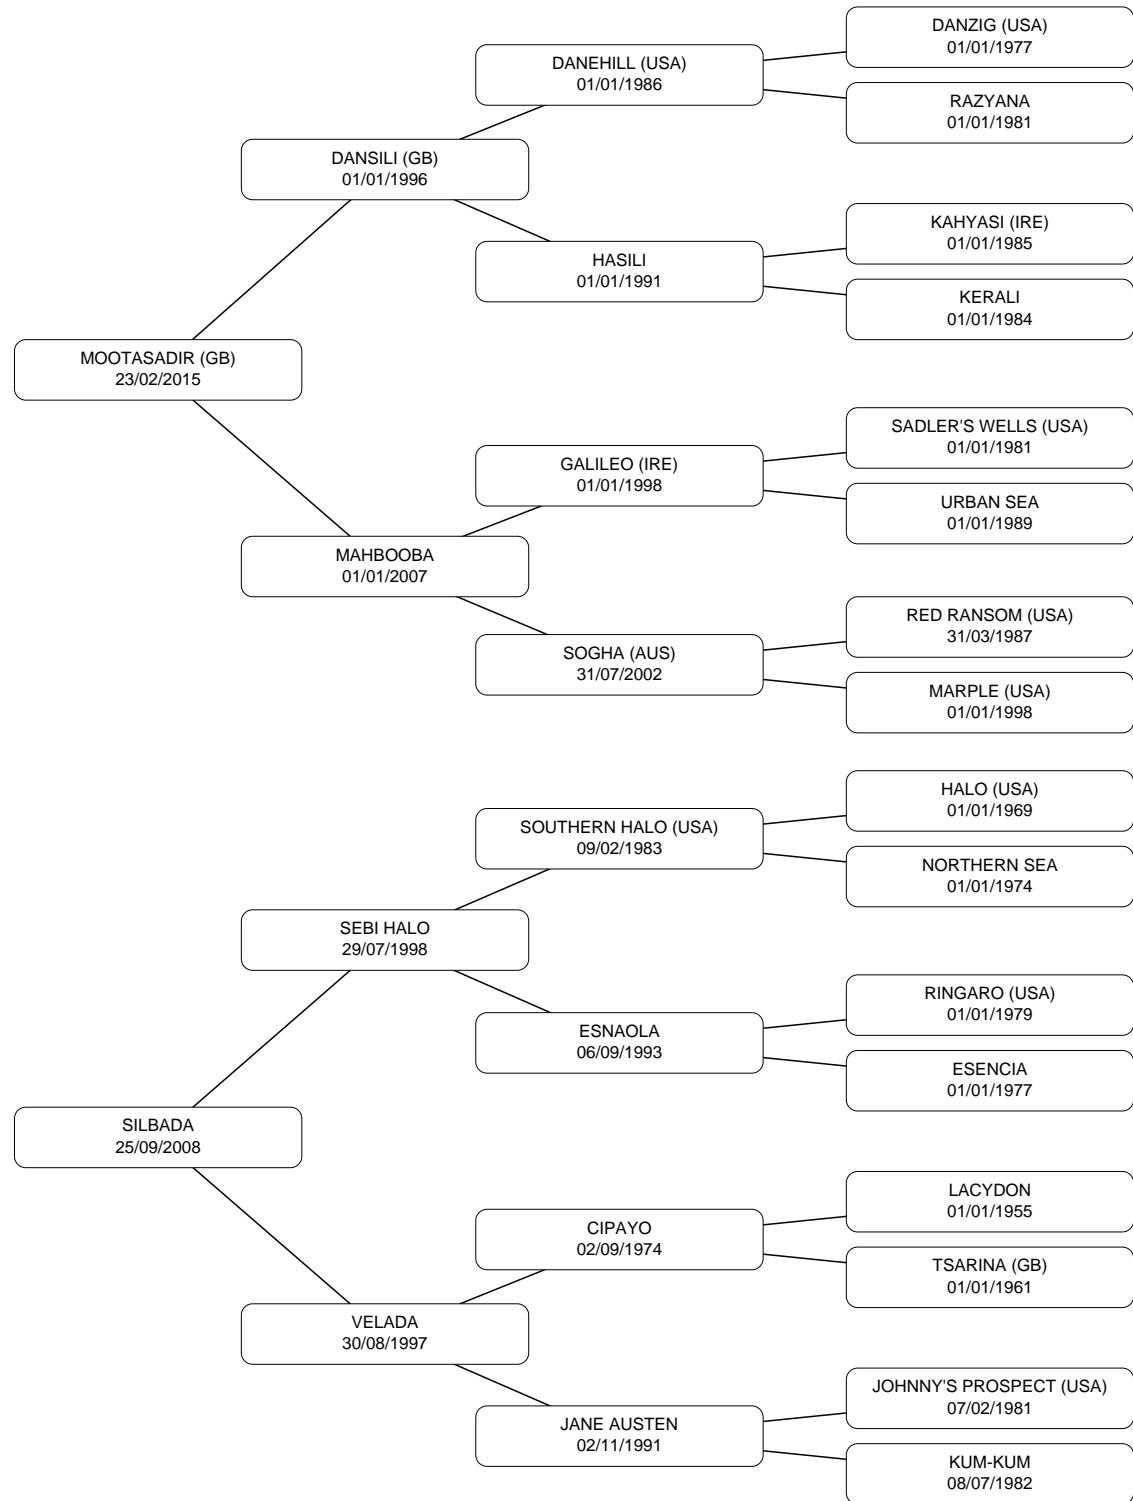 DANZIG (USA)
01/01/1977
DANEHILL (USA)
01/01/1986
RAZYANA
01/01/1981
DANSILI (GB)
01/01/1996
KAHYASI (IRE)
01/01/1985
HASILI
01/01/1991
KERALI
01/01/1984
MOOTASADIR (GB)
23/02/2015
SADLER'S WELLS (USA)
01/01/1981
GALILEO (IRE)
01/01/1998
URBAN SEA
01/01/1989
MAHBOOBA
01/01/2007
RED RANSOM (USA)
31/03/1987
SOGHA (AUS)
31/07/2002
MARPLE (USA)
01/01/1998
HALO (USA)
01/01/1969
SOUTHERN HALO (USA)
09/02/1983
NORTHERN SEA
01/01/1974
SEBI HALO
29/07/1998
RINGARO (USA)
01/01/1979
ESNAOLA
06/09/1993
ESENCIA
01/01/1977
SILBADA
25/09/2008
LACYDON
01/01/1955
CIPAYO
02/09/1974
TSARINA (GB)
01/01/1961
VELADA
30/08/1997
JOHNNY'S PROSPECT (USA)
07/02/1981
JANE AUSTEN
02/11/1991
KUM-KUM
08/07/1982